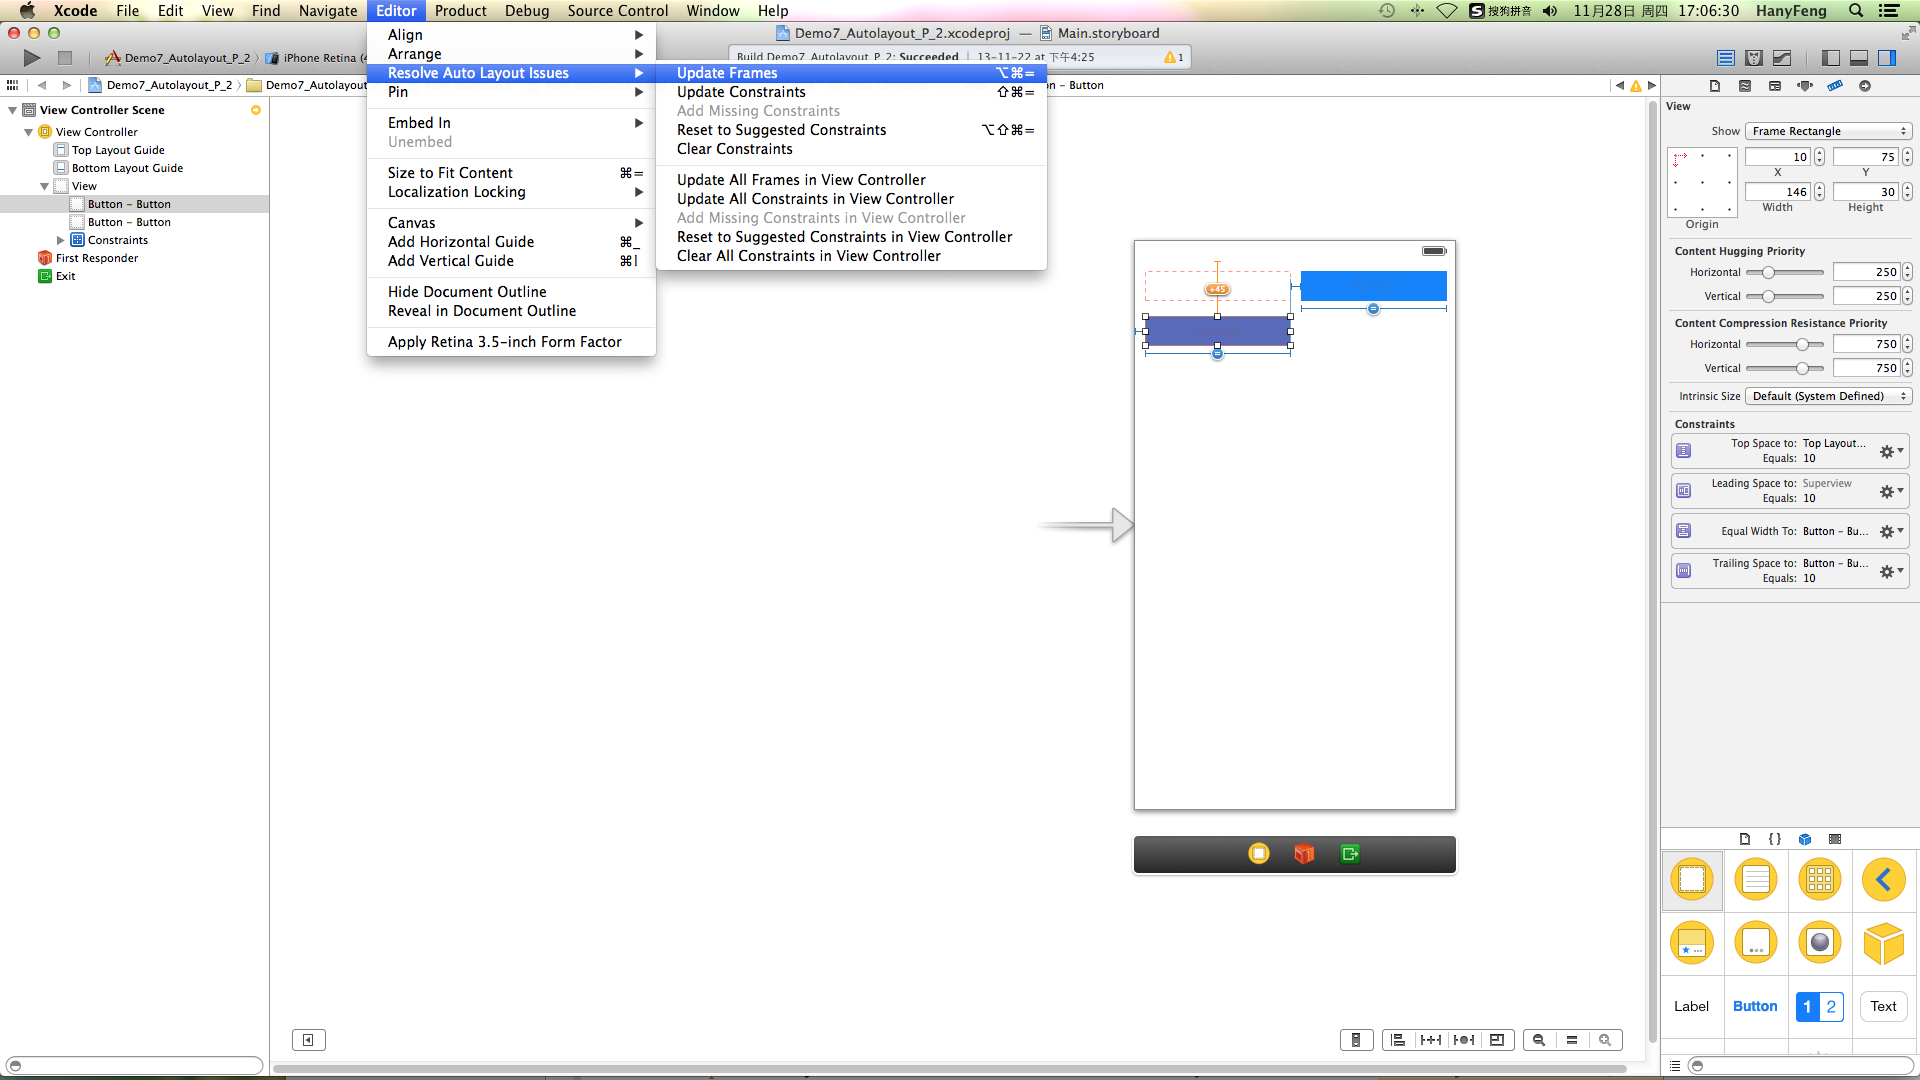 Xcode File Edit View Find Navigate Editor Product Debug Source Control Window Help
搜狗拼音 11月28日 周四 17:06:30 HanyFeng
Demo7_Autolayout_P_2.xcodeproj — Main.storyboard
Demo7_Autolayout_P_2 iPhone Retina (4
Build Demo7_Autolayout_P_2: Succeeded | 13-11-22 at 下午4:25 1
Demo7_Autolayout_P_2 Demo7_Autolayou
n – Button
View Controller Scene
View Controller
Top Layout Guide
Bottom Layout Guide
View
Button – Button
Button – Button
Constraints
First Responder
Exit
Align
Arrange
Resolve Auto Layout Issues
Pin
Embed In
Unembed
Size to Fit Content ⌘=
Localization Locking
Canvas
Add Horizontal Guide ⌘_
Add Vertical Guide ⌘|
Hide Document Outline
Reveal in Document Outline
Apply Retina 3.5-inch Form Factor
Update Frames ⌥⌘=
Update Constraints ⇧⌘=
Add Missing Constraints
Reset to Suggested Constraints ⌥⇧⌘=
Clear Constraints
Update All Frames in View Controller
Update All Constraints in View Controller
Add Missing Constraints in View Controller
Reset to Suggested Constraints in View Controller
Clear All Constraints in View Controller
+45
View
Show Frame Rectangle
10 75
X Y
146 30
Width Height
Origin
Content Hugging Priority
Horizontal 250
Vertical 250
Content Compression Resistance Priority
Horizontal 750
Vertical 750
Intrinsic Size Default (System Defined)
Constraints
Top Space to: Top Layout...
Equals: 10
Leading Space to: Superview
Equals: 10
Equal Width To: Button – Bu...
Trailing Space to: Button – Bu...
Equals: 10
Label Button 1 2 Text